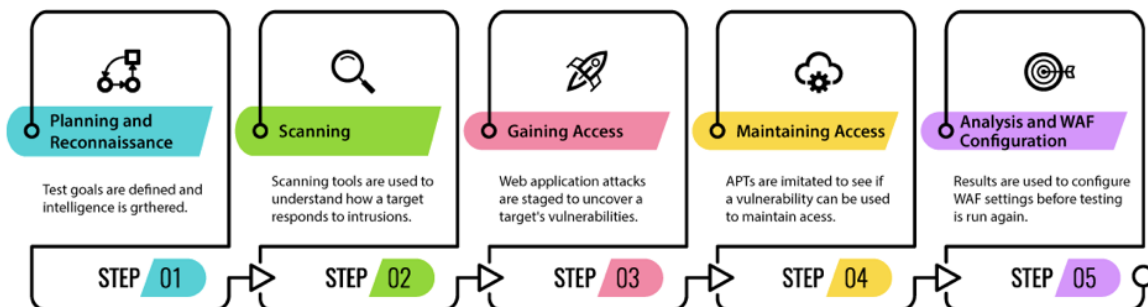 Planning and
Reconnaissance
Test goals are defined and
intelligence is grthered.
STEP 01
Scanning
Scanning tools are used to
understand how a target
responds to intrusions.
STEP 02
Gaining Access
Web application attacks
are staged to uncover a
target's vulnerabilities.
STEP 03
Maintaining Access
APTs are imitated to see if
a vulnerability can be used
to maintain acess.
STEP 04
Analysis and WAF
Configuration
Results are used to configure
WAF settings before testing
is run again.
STEP 05